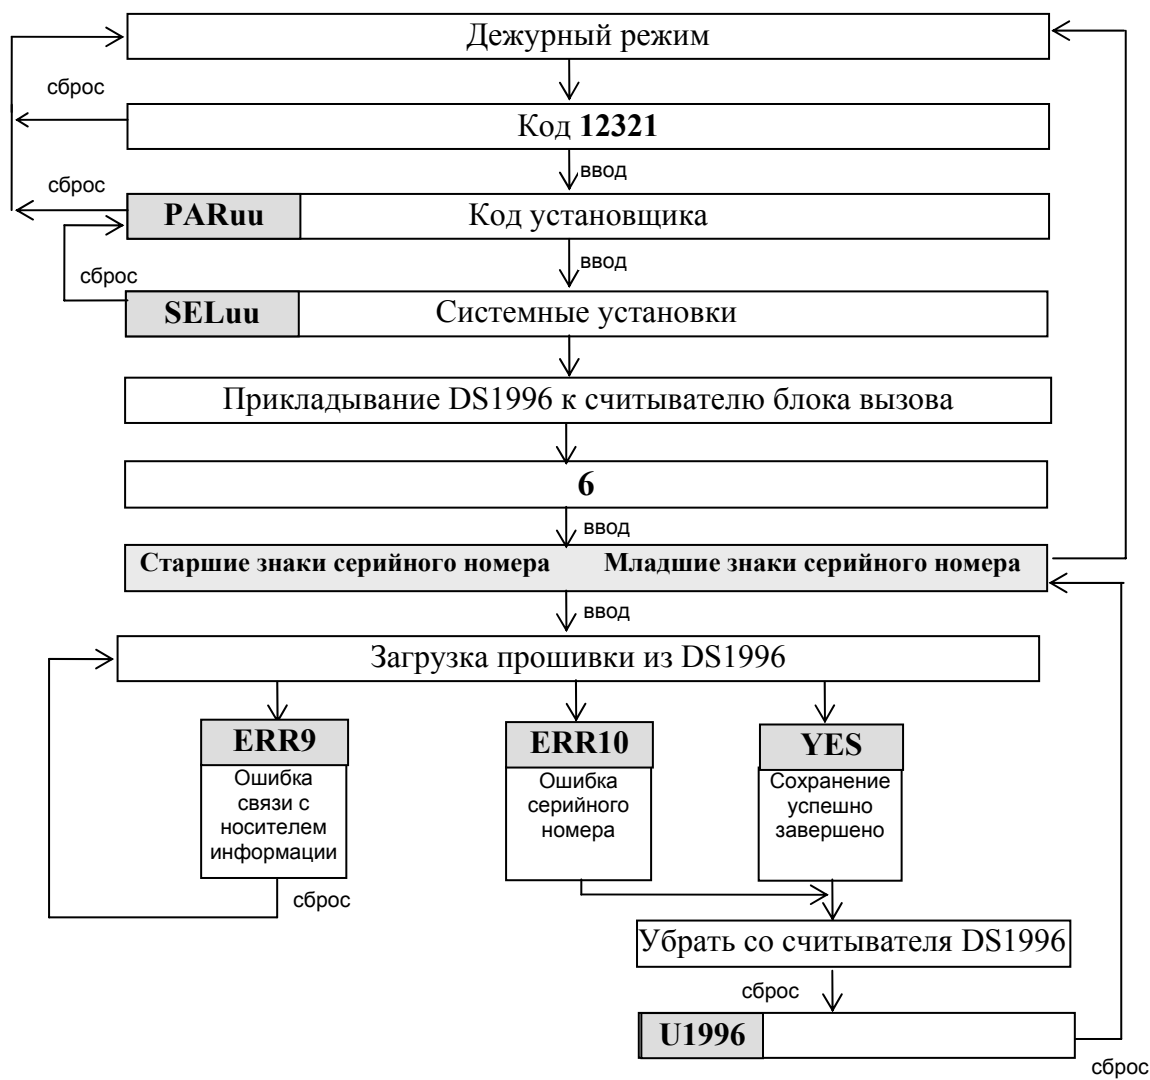 Дежурный режим
сброс
Код 12321
ввод
сброс
PARuu Код установщика
ввод
сброс
SELuu Системные установки
Прикладывание DS1996 к считывателю блока вызова
6
ввод
Старшие знаки серийного номера Младшие знаки серийного номера
ввод
Загрузка прошивки из DS1996
ERR9
Ошибка
связи с
носителем
информации
сброс
ERR10
Ошибка
серийного
номера
YES
Сохранение
успешно
завершено
Убрать со считывателя DS1996
сброс
U1996
сброс